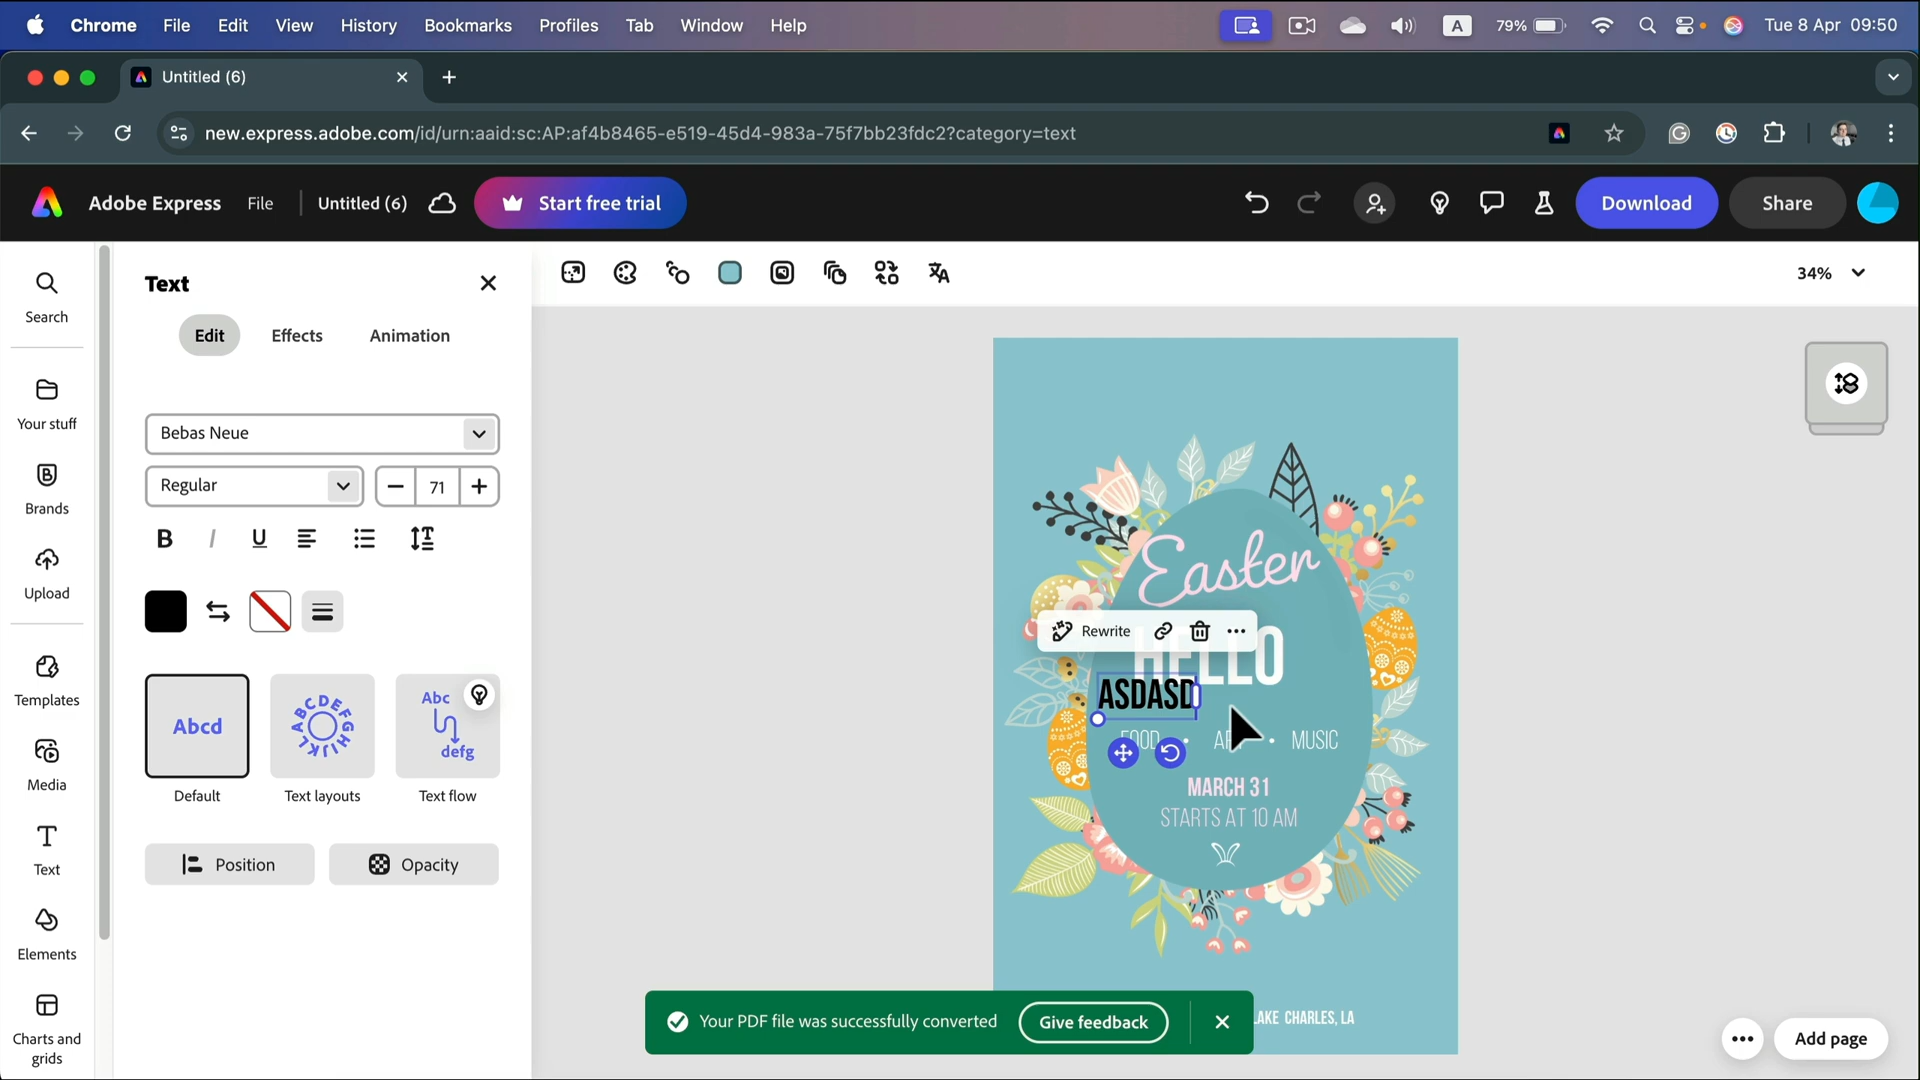 Chrome File Edit View History Bookmarks Profiles Tab Window Help A 79% Tue 8 Apr 09:50
Untitled (6)
new.express.adobe.com/id/urn:aaid:sc:AP:af4b8465-e519-45d4-983a-75f7bb23fdc2?category=text
Adobe Express File Untitled (6) Start free trial Download Share
34%
Search
Your stuff
Brands
Upload
Templates
Media
Text
Elements
Charts and
grids
Text
Edit Effects Animation
Bebas Neue
Regular 71
B I U
Abcd
ABCDEFGHIJKL
Abc
defg
Default Text layouts Text flow
Position Opacity
Easter
Rewrite
HELLO
ASDASD
FOOD • • MUSIC
MARCH 31
STARTS AT 10 AM
LAKE CHARLES, LA
Your PDF file was successfully converted Give feedback
Add page